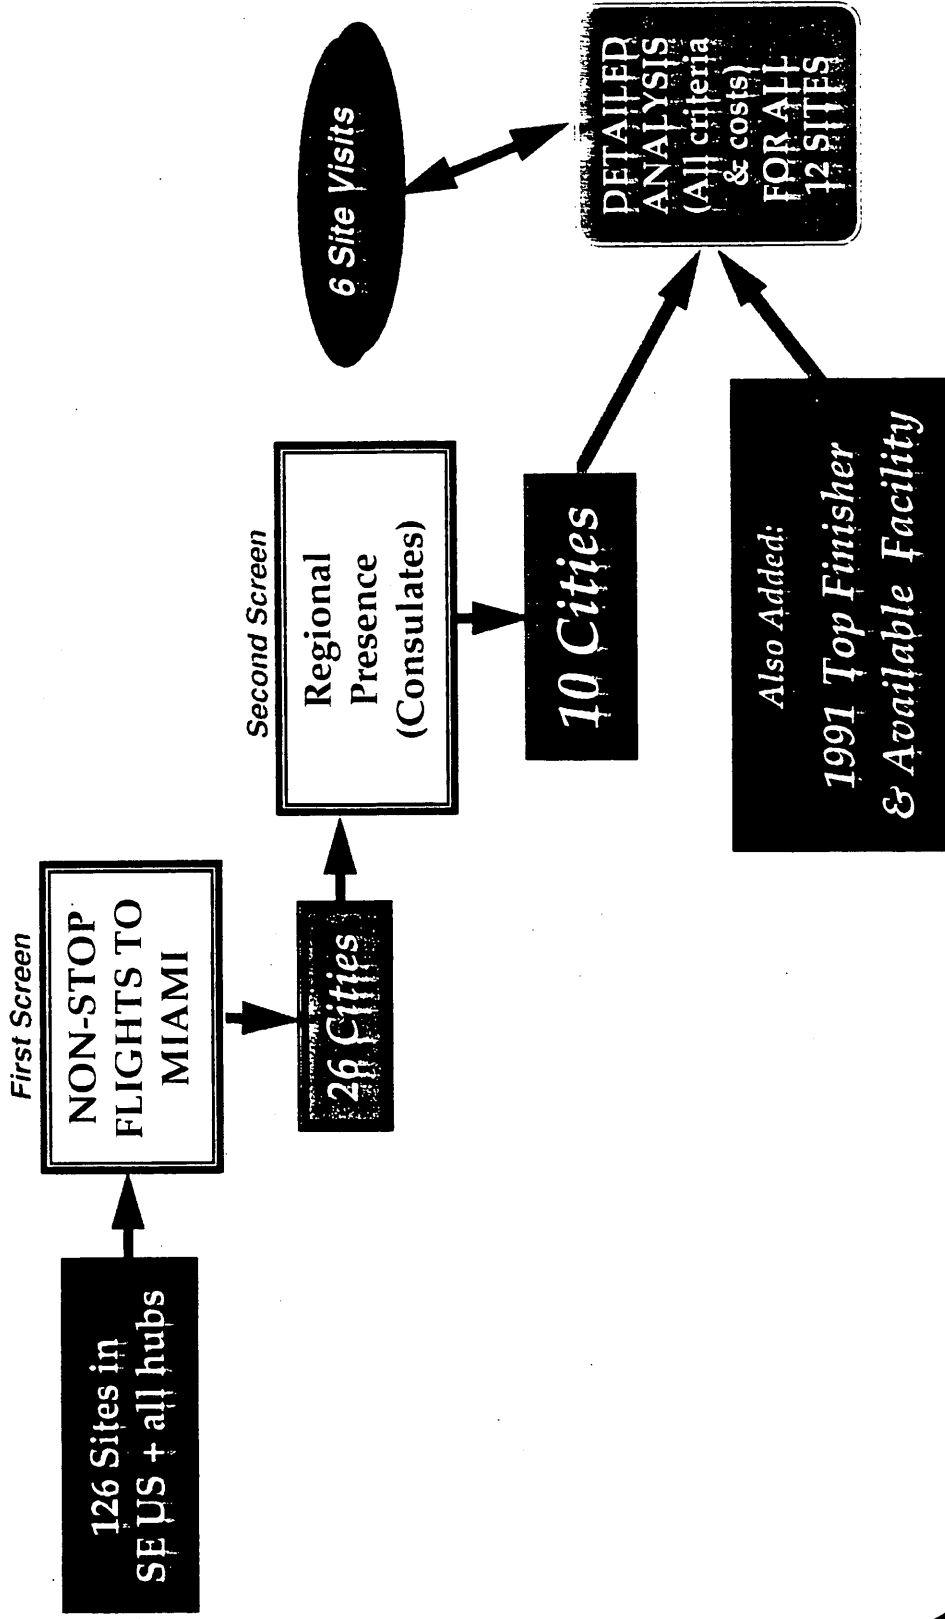 First Screen
126 Sites in
SE US + all hubs
NON-STOP
FLIGHTS TO
MIAMI
26 Cities
Second Screen
Regional
Presence
(Consulates)
10 Cities
Also Added:
1991 Top Finisher
& Available Facility
6 Site Visits
DETAILED
ANALYSIS
(All criteria
& costs)
FOR ALL
12 SITES